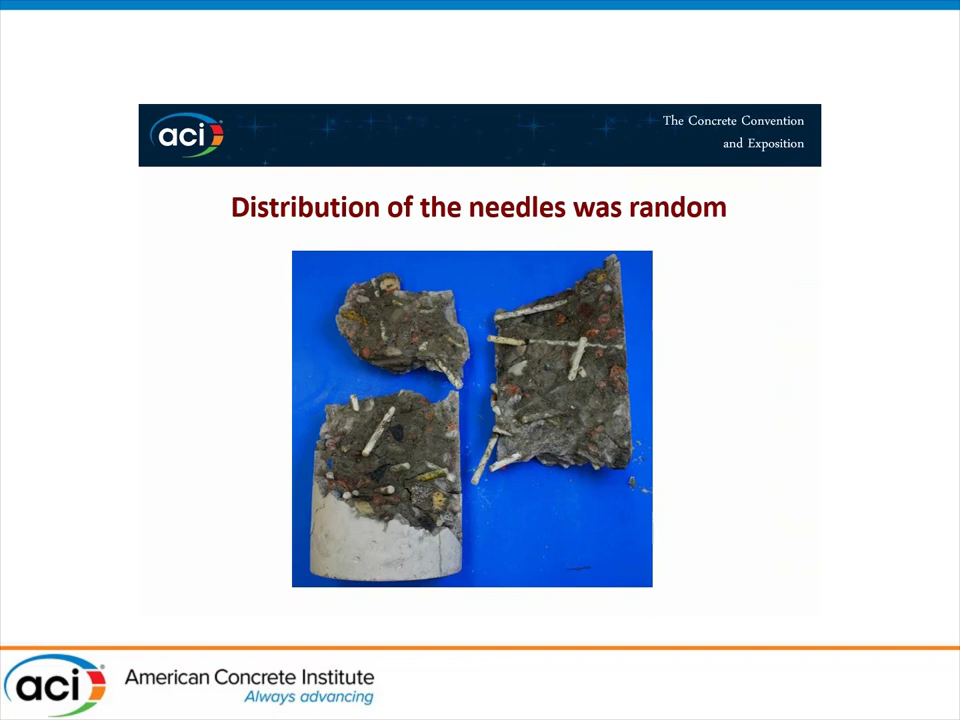 aci
The Concrete Convention
and Exposition
Distribution of the needles was random
aci
American Concrete Institute
Always advancing